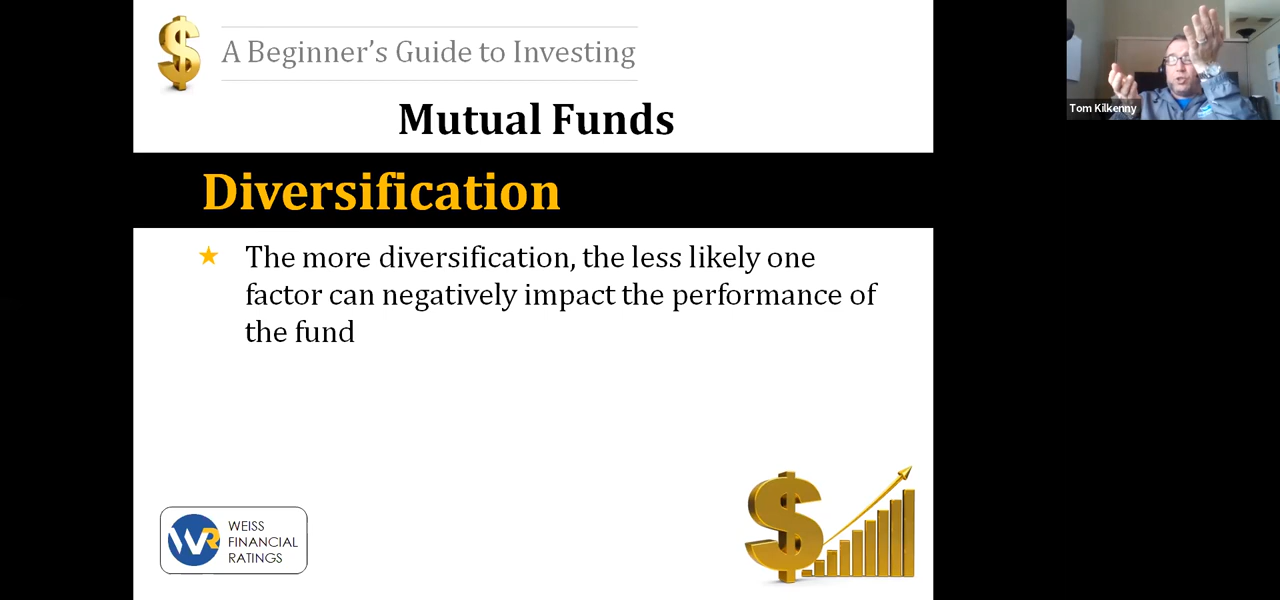 A Beginner’s Guide to Investing
Mutual Funds
Tom Kilkenny
Diversification
The more diversification, the less likely one
factor can negatively impact the performance of
the fund
WR
WEISS
FINANCIAL
RATINGS